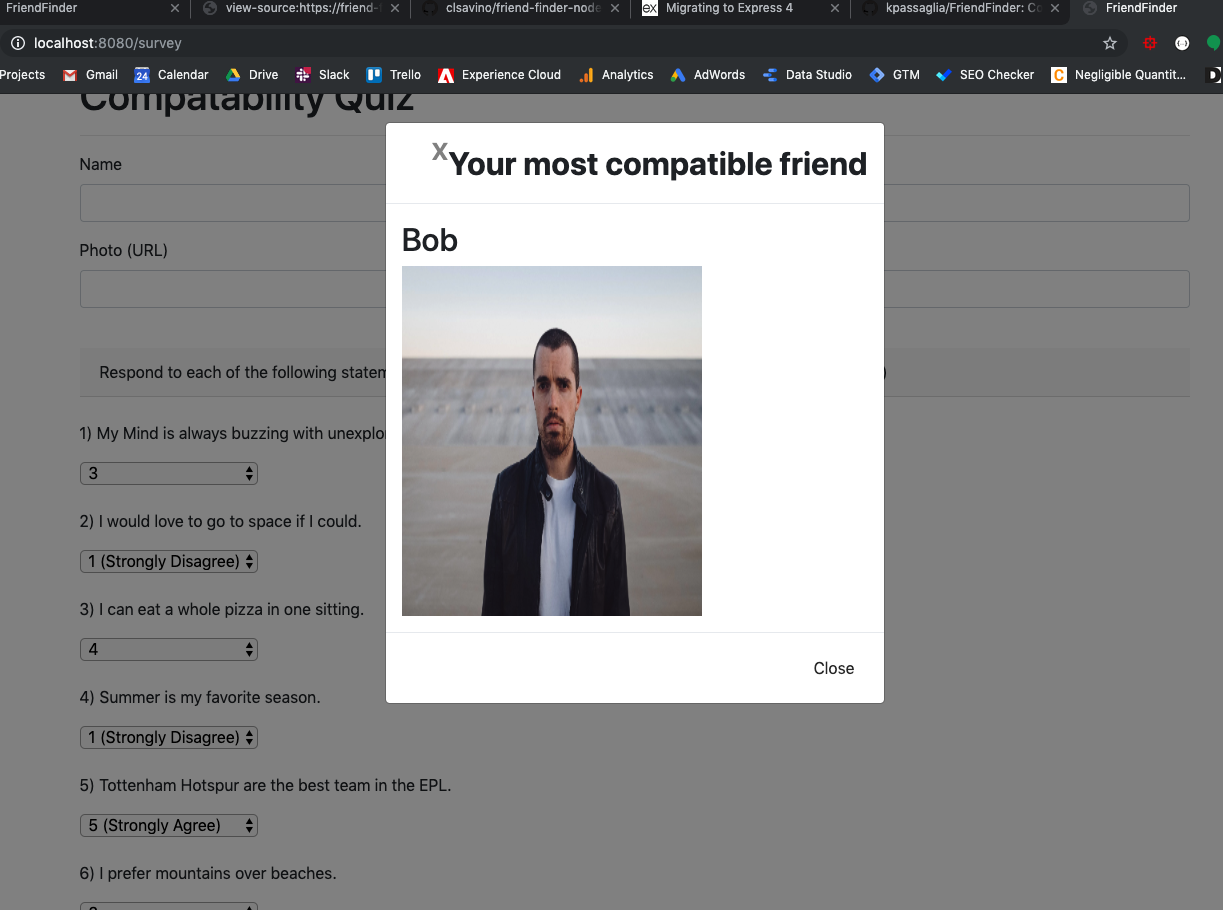 FriendFinder view-source:https://friend- clsavino/friend-finder-node ex Migrating to Express 4 kpassaglia/FriendFinder: Co FriendFinder
localhost:8080/survey
Projects Gmail 24 Calendar Drive Slack Trello Experience Cloud Analytics AdWords Data Studio GTM SEO Checker C Negligible Quantit... D
Compatability Quiz
X Your most compatible friend
Name
Bob
Photo (URL)
Respond to each of the following statem )
1) My Mind is always buzzing with unexplo
3
2) I would love to go to space if I could.
1 (Strongly Disagree)
3) I can eat a whole pizza in one sitting.
4
Close
4) Summer is my favorite season.
1 (Strongly Disagree)
5) Tottenham Hotspur are the best team in the EPL.
5 (Strongly Agree)
6) I prefer mountains over beaches.